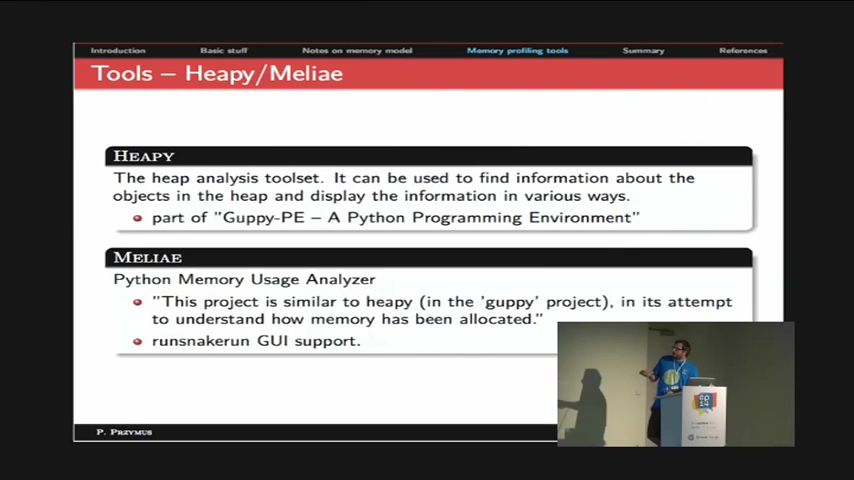 Introduction Basic stuff Notes on memory model Memory profiling tools Summary References
Tools – Heapy/Meliae
HEAPY
The heap analysis toolset. It can be used to find information about the
objects in the heap and display the information in various ways.
part of "Guppy-PE – A Python Programming Environment"
MELIAE
Python Memory Usage Analyzer
"This project is similar to heapy (in the 'guppy' project), in its attempt
to understand how memory has been allocated."
runsnakerun GUI support.
P. PRZYMUS